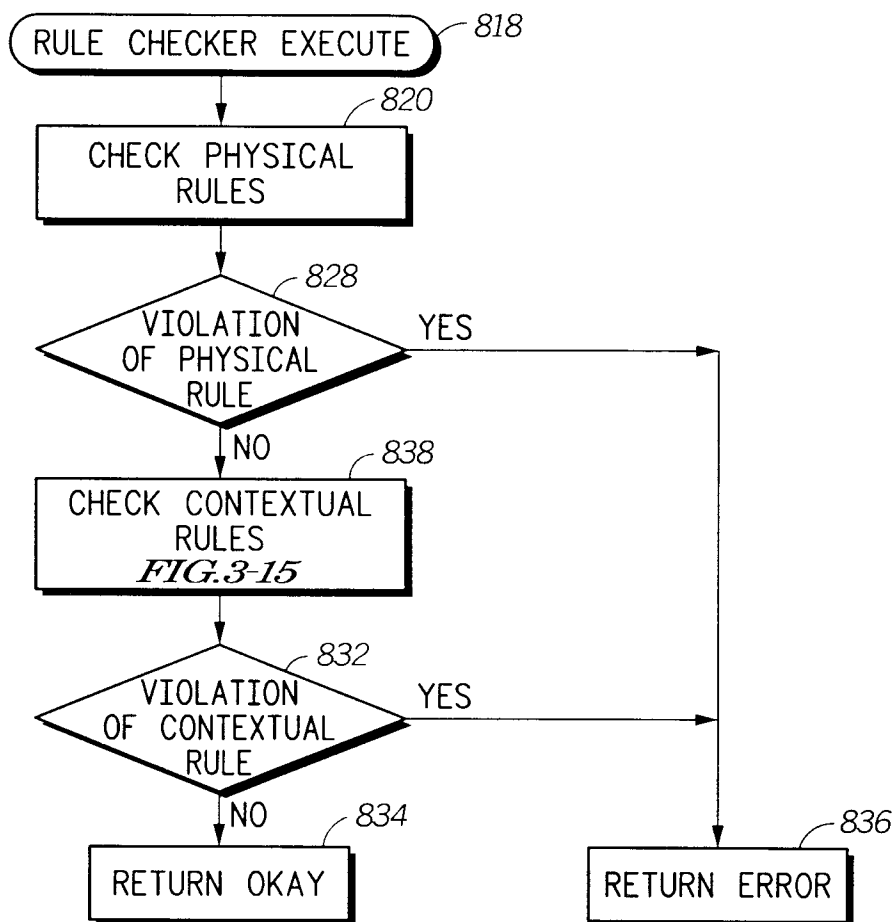 RULE CHECKER EXECUTE
818
820
CHECK PHYSICAL
RULES
828
VIOLATION
OF PHYSICAL
RULE
YES
NO
838
CHECK CONTEXTUAL
RULES
FIG.3-15
832
VIOLATION
OF CONTEXTUAL
RULE
YES
NO
834
RETURN OKAY
836
RETURN ERROR